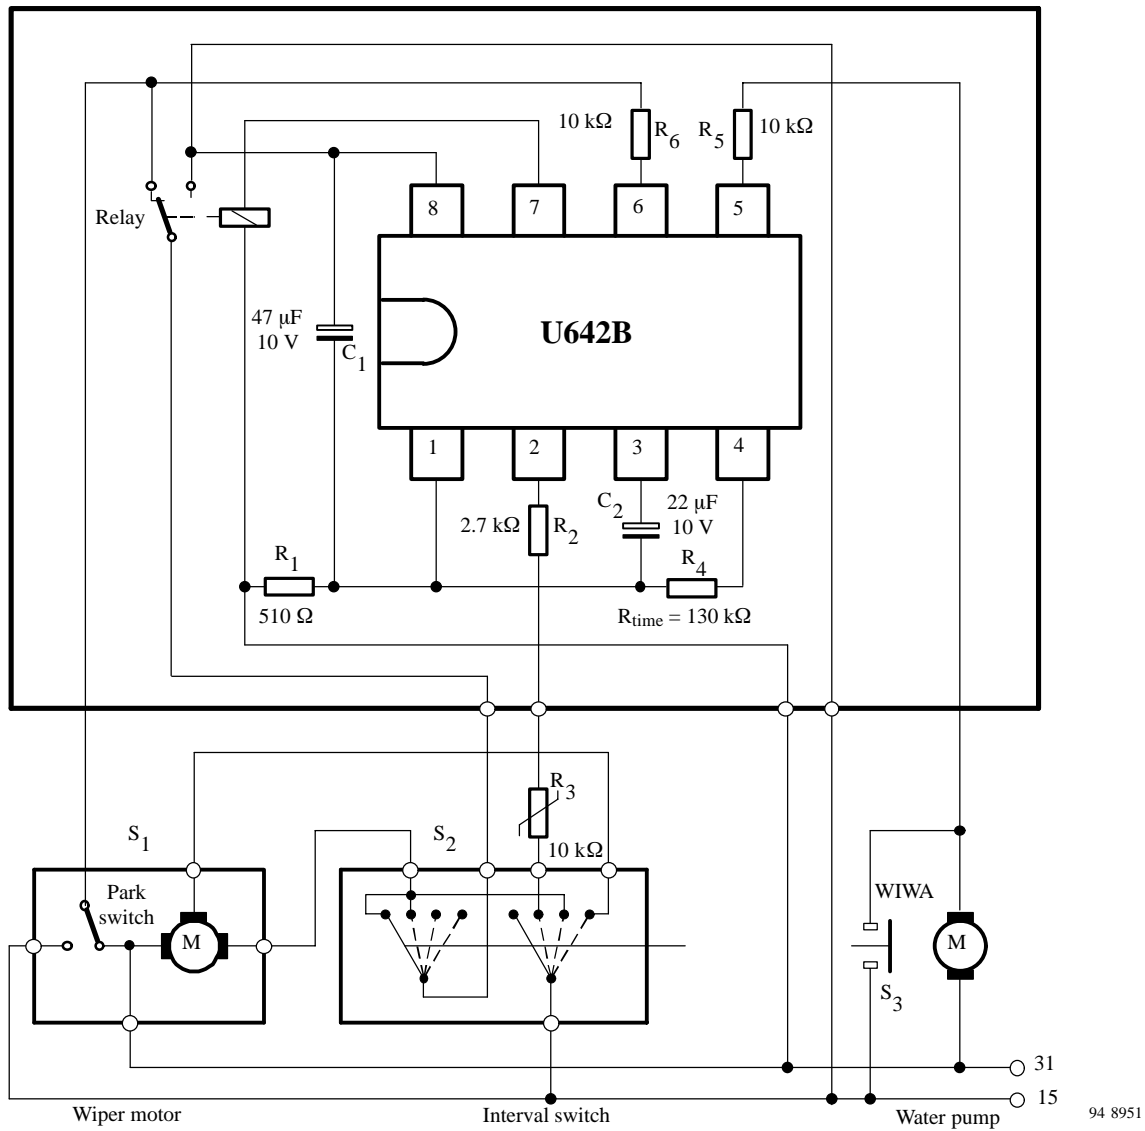 10 kΩ R6 R5 10 kΩ
8 7 6 5
Relay
47 μF
10 V
C1
U642B
1 2 3 4
C2 22 μF
10 V
2.7 kΩ R2
R1 R4
510 Ω Rtime = 130 kΩ
R3
S1 S2
10 kΩ
Park
switch
WIWA
M M
S3
31
15
Wiper motor Interval switch Water pump
94 8951